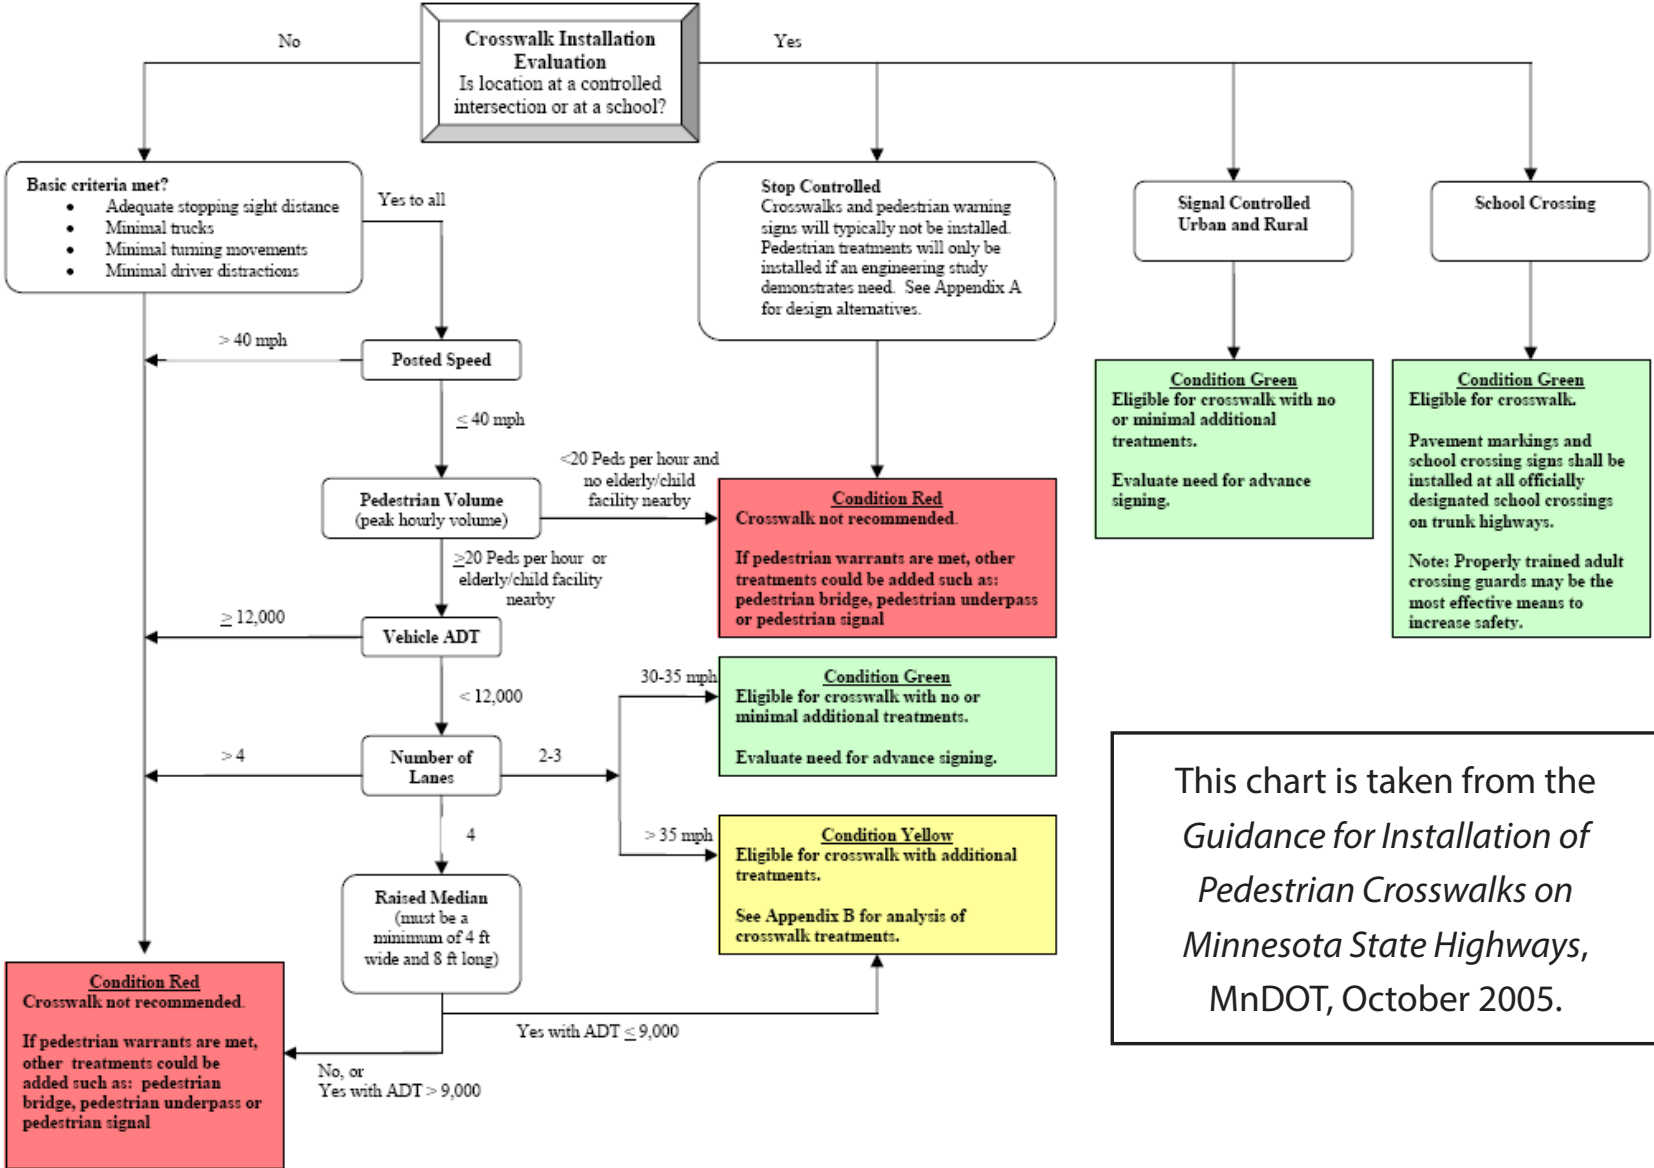 No
Crosswalk Installation
Evaluation
Is location at a controlled
intersection or at a school?
Yes
Basic criteria met?
• Adequate stopping sight distance
• Minimal trucks
• Minimal turning movements
• Minimal driver distractions
Yes to all
Stop Controlled
Crosswalks and pedestrian warning
signs will typically not be installed.
Pedestrian treatments will only be
installed if an engineering study
demonstrates need. See Appendix A
for design alternatives.
Signal Controlled
Urban and Rural
School Crossing
> 40 mph
Posted Speed
≤ 40 mph
Condition Green
Eligible for crosswalk with no
or minimal additional
treatments.
Evaluate need for advance
signing.
Condition Green
Eligible for crosswalk.
Pavement markings and
school crossing signs shall be
installed at all officially
designated school crossings
on trunk highways.
Note: Properly trained adult
crossing guards may be the
most effective means to
increase safety.
Pedestrian Volume
(peak hourly volume)
<20 Peds per hour and
no elderly/child
facility nearby
Condition Red
Crosswalk not recommended.
If pedestrian warrants are met, other
treatments could be added such as:
pedestrian bridge, pedestrian underpass
or pedestrian signal
≥20 Peds per hour or
elderly/child facility
nearby
≥ 12,000
Vehicle ADT
< 12,000
30-35 mph
Condition Green
Eligible for crosswalk with no or
minimal additional treatments.
Evaluate need for advance signing.
> 4
Number of
Lanes
2-3
4
> 35 mph
Condition Yellow
Eligible for crosswalk with additional
treatments.
See Appendix B for analysis of
crosswalk treatments.
Raised Median
(must be a
minimum of 4 ft
wide and 8 ft long)
Yes with ADT ≤ 9,000
No, or
Yes with ADT > 9,000
Condition Red
Crosswalk not recommended.
If pedestrian warrants are met,
other treatments could be
added such as: pedestrian
bridge, pedestrian underpass or
pedestrian signal
This chart is taken from the
Guidance for Installation of
Pedestrian Crosswalks on
Minnesota State Highways,
MnDOT, October 2005.